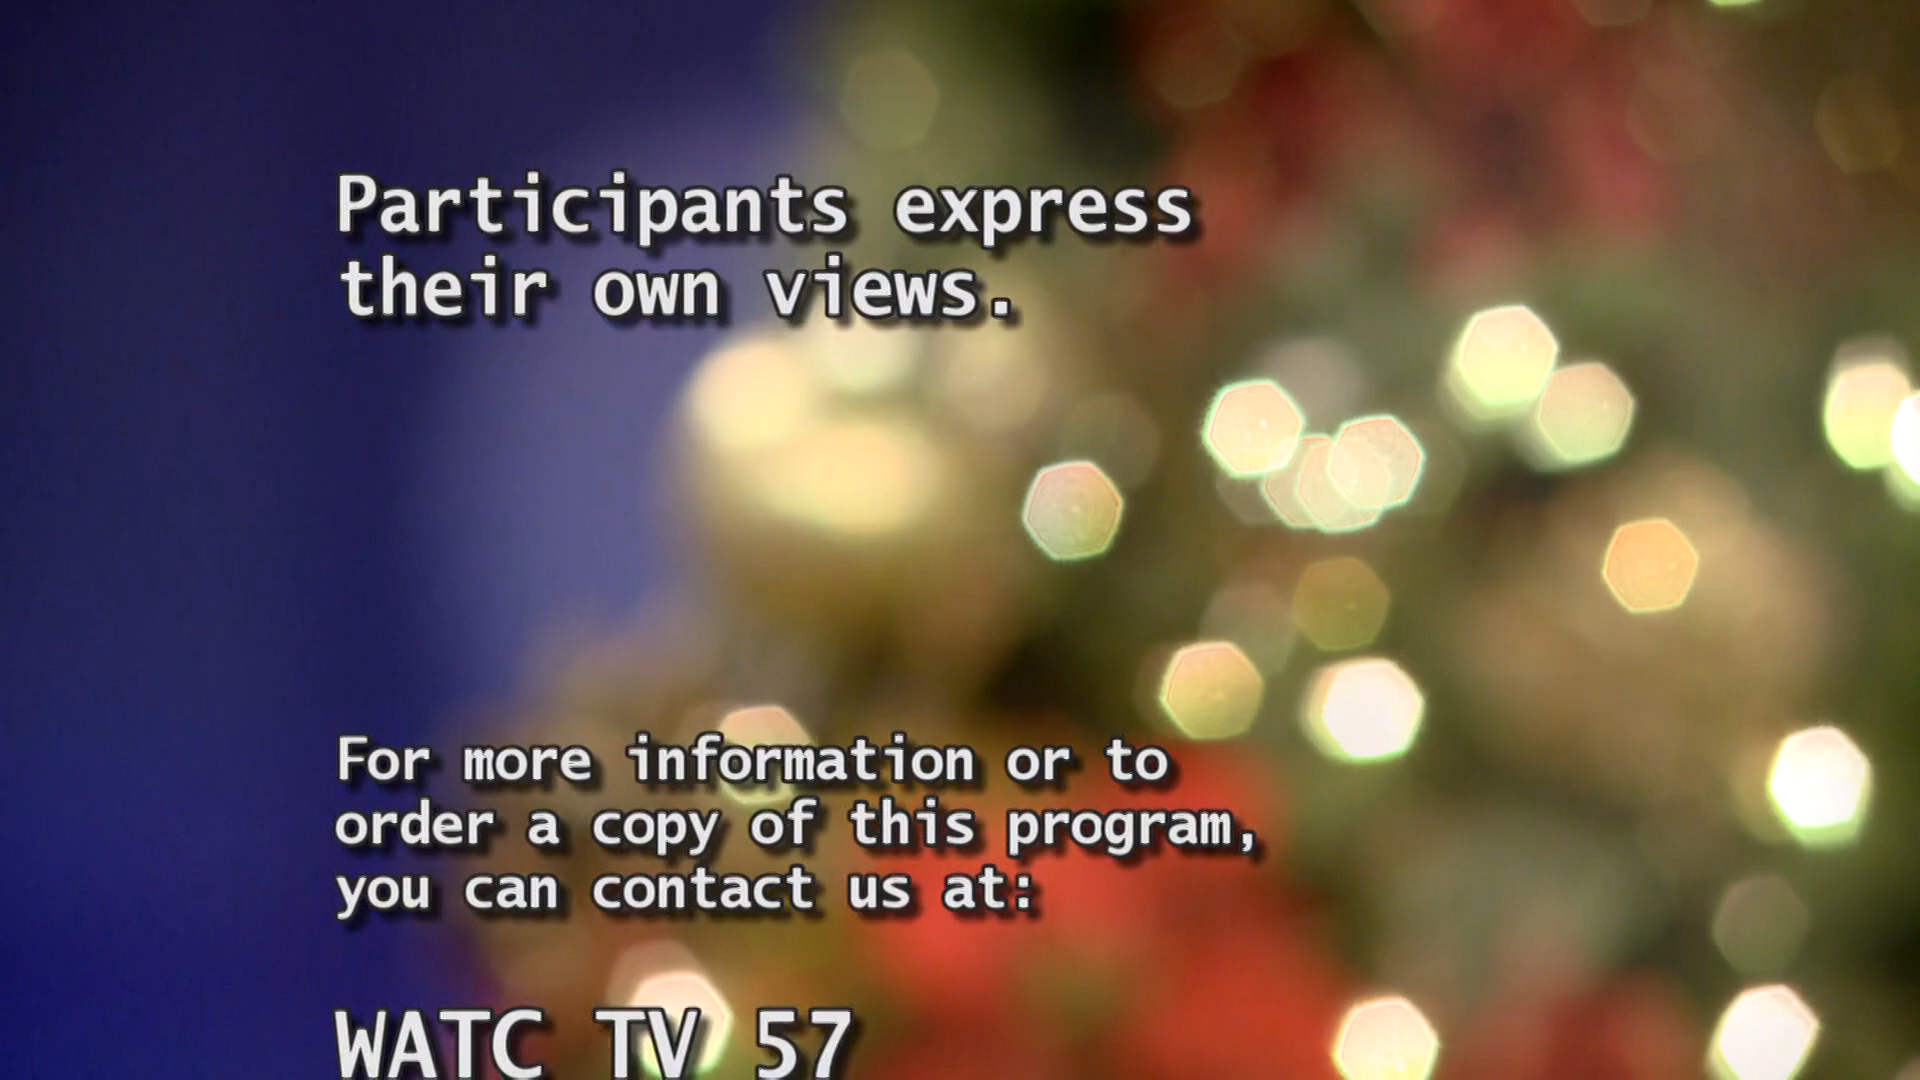 Participants express
their own views.
For more information or to
order a copy of this program,
you can contact us at:
WATC TV 57